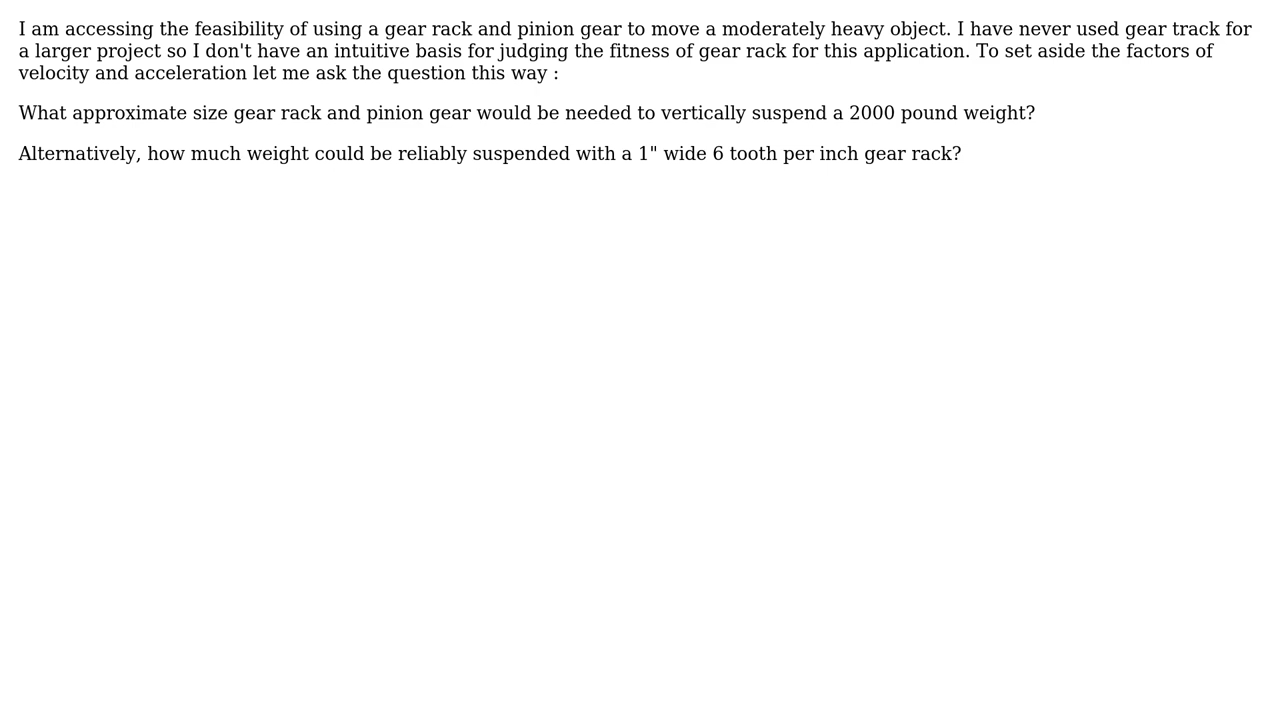 I am accessing the feasibility of using a gear rack and pinion gear to move a moderately heavy object. I have never used gear track for
a larger project so I don't have an intuitive basis for judging the fitness of gear rack for this application. To set aside the factors of
velocity and acceleration let me ask the question this way :
What approximate size gear rack and pinion gear would be needed to vertically suspend a 2000 pound weight?
Alternatively, how much weight could be reliably suspended with a 1" wide 6 tooth per inch gear rack?